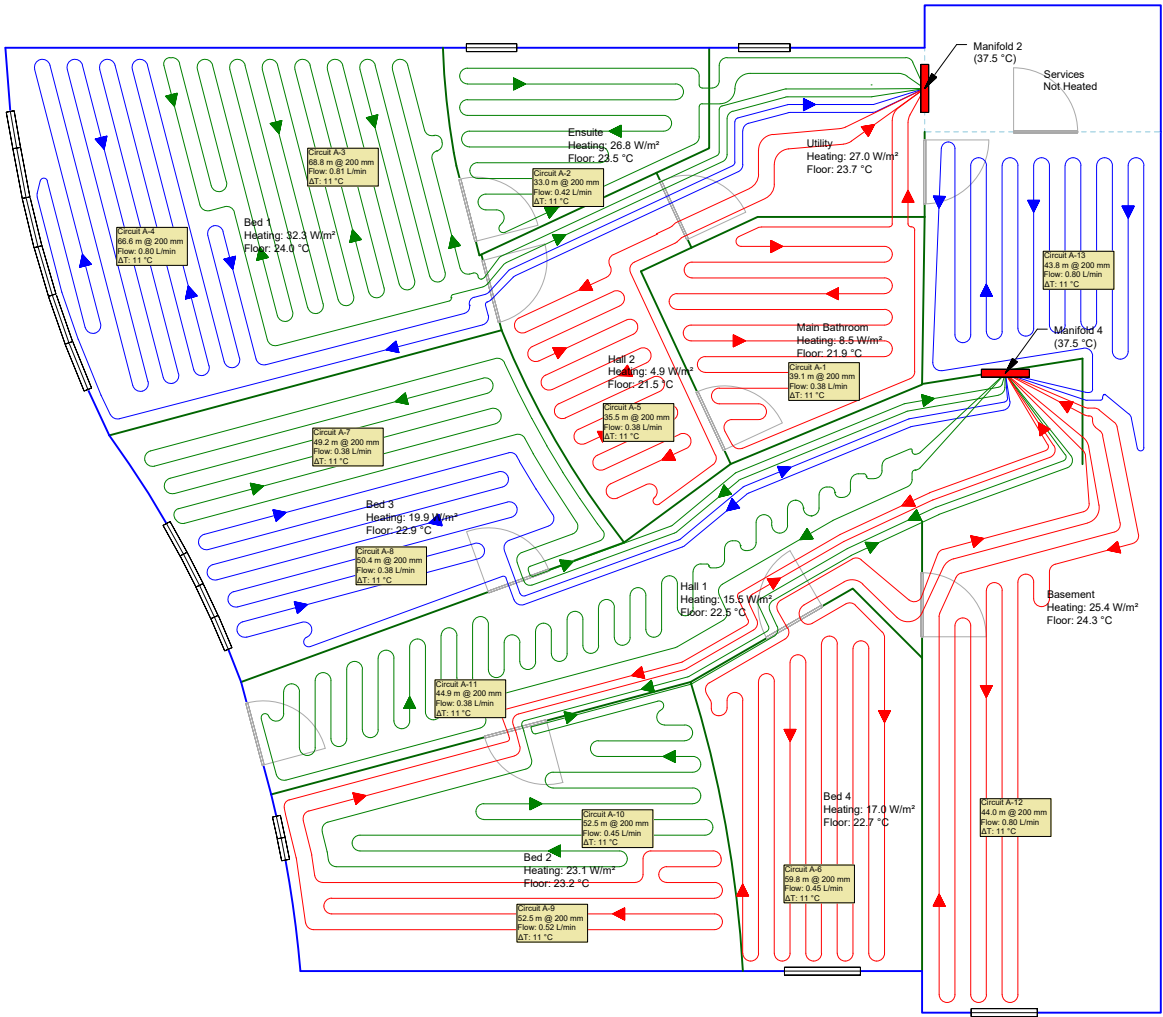 Manifold 2
(37.5 °C)
Services
Not Heated
Ensuite
Heating: 26.8 W/m²
Floor: 23.5 °C
Utility
Heating: 27.0 W/m²
Floor: 23.7 °C
Circuit A-3
68.8 m @ 200 mm
Flow: 0.81 L/min
ΔT: 11 °C
Circuit A-2
33.0 m @ 200 mm
Flow: 0.42 L/min
ΔT: 11 °C
Bed 1
Heating: 32.3 W/m²
Floor: 24.0 °C
Circuit A-4
66.6 m @ 200 mm
Flow: 0.80 L/min
ΔT: 11 °C
Circuit A-13
43.8 m @ 200 mm
Flow: 0.80 L/min
ΔT: 11 °C
Manifold 4
(37.5 °C)
Main Bathroom
Heating: 8.5 W/m²
Floor: 21.9 °C
Hall 2
Heating: 4.9 W/m²
Floor: 21.5 °C
Circuit A-1
39.1 m @ 200 mm
Flow: 0.38 L/min
ΔT: 11 °C
Circuit A-5
35.5 m @ 200 mm
Flow: 0.38 L/min
ΔT: 11 °C
Circuit A-7
49.2 m @ 200 mm
Flow: 0.38 L/min
ΔT: 11 °C
Bed 3
Heating: 19.9 W/m²
Floor: 22.9 °C
Circuit A-8
50.4 m @ 200 mm
Flow: 0.38 L/min
ΔT: 11 °C
Hall 1
Heating: 15.5 W/m²
Floor: 22.5 °C
Basement
Heating: 25.4 W/m²
Floor: 24.3 °C
Circuit A-11
44.9 m @ 200 mm
Flow: 0.38 L/min
ΔT: 11 °C
Bed 4
Heating: 17.0 W/m²
Floor: 22.7 °C
Circuit A-12
44.0 m @ 200 mm
Flow: 0.80 L/min
ΔT: 11 °C
Circuit A-10
52.5 m @ 200 mm
Flow: 0.45 L/min
ΔT: 11 °C
Bed 2
Heating: 23.1 W/m²
Floor: 23.2 °C
Circuit A-6
59.8 m @ 200 mm
Flow: 0.45 L/min
ΔT: 11 °C
Circuit A-9
52.5 m @ 200 mm
Flow: 0.52 L/min
ΔT: 11 °C